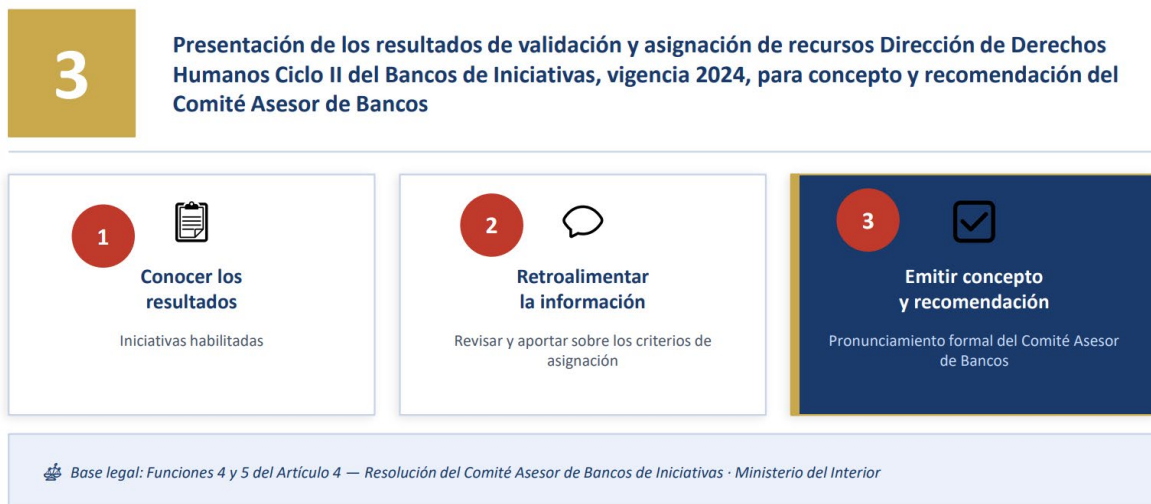 3
Presentación de los resultados de validación y asignación de recursos Dirección de Derechos
Humanos Ciclo II del Bancos de Iniciativas, vigencia 2024, para concepto y recomendación del
Comité Asesor de Bancos
1
Conocer los
resultados
Iniciativas habilitadas
2
Retroalimentar
la información
Revisar y aportar sobre los criterios de
asignación
3
Emitir concepto
y recomendación
Pronunciamiento formal del Comité Asesor
de Bancos
Base legal: Funciones 4 y 5 del Artículo 4 — Resolución del Comité Asesor de Bancos de Iniciativas · Ministerio del Interior